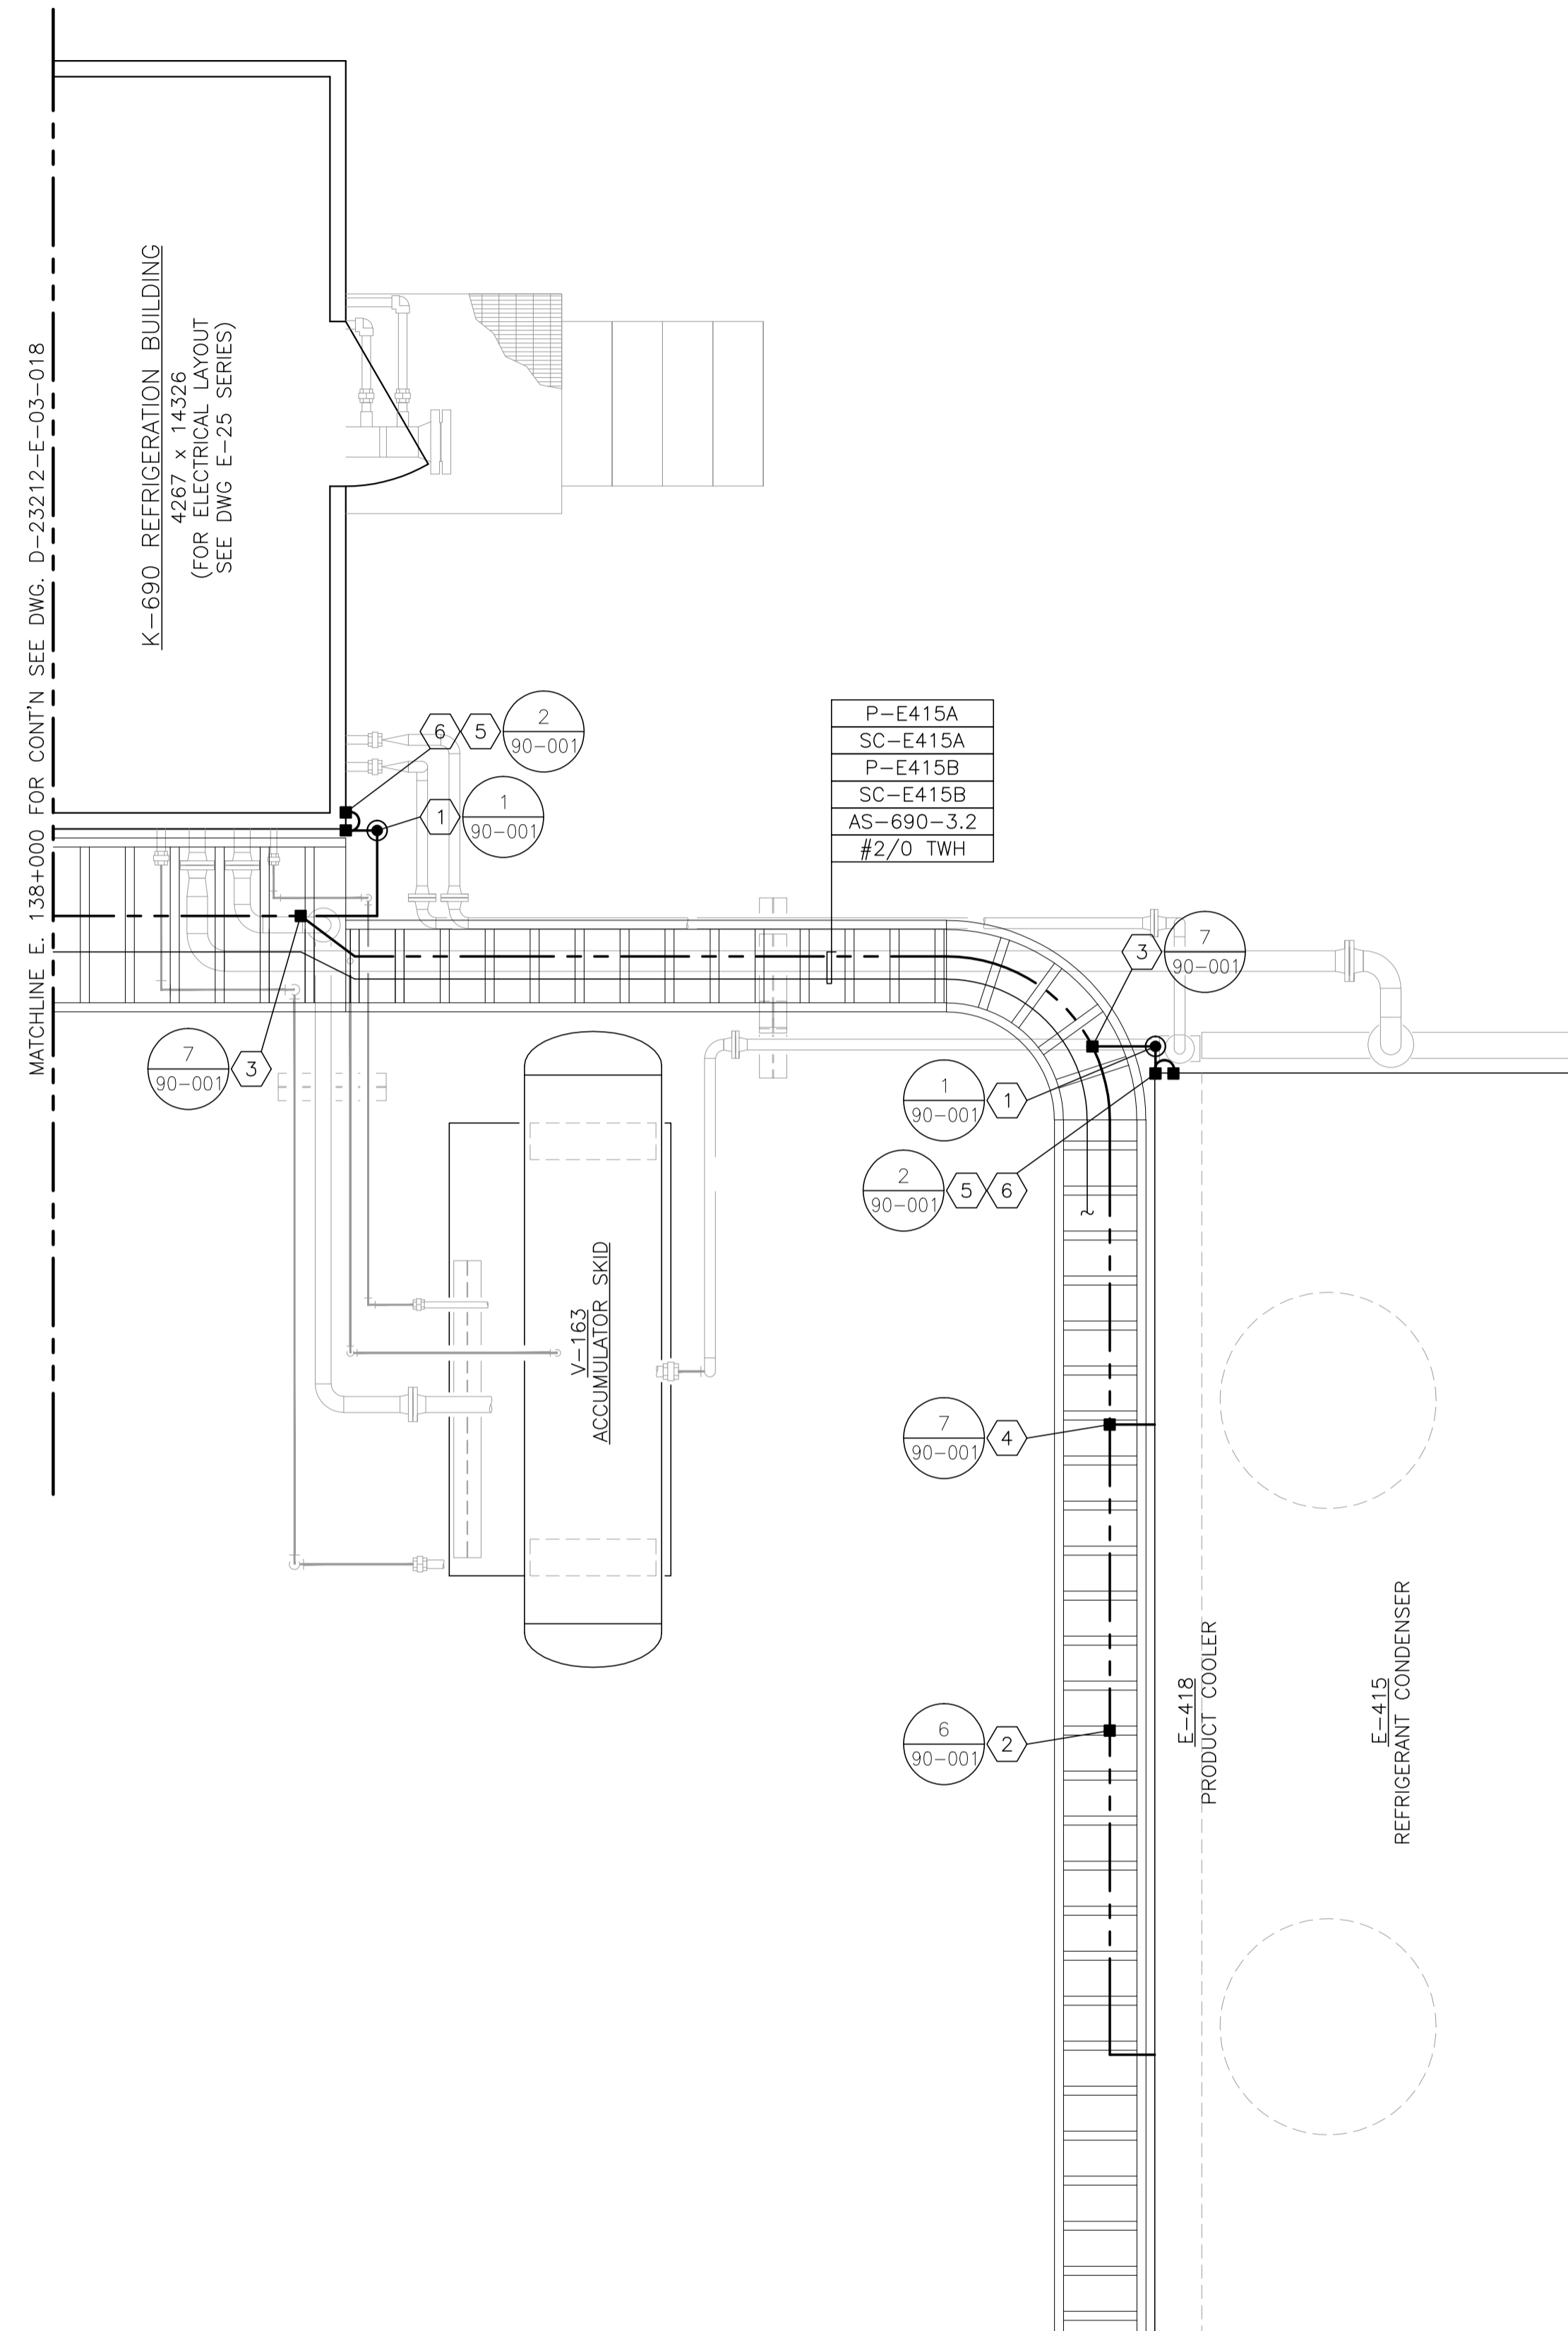 MATCHLINE E. 138+000 FOR CONT'N SEE DWG. D-23212-E-03-018
K-690 REFRIGERATION BUILDING
4267 x 14326
(FOR ELECTRICAL LAYOUT
SEE DWG E-25 SERIES)
6
5
2
90-001
1
1
90-001
P-E415A
SC-E415A
P-E415B
SC-E415B
AS-690-3.2
#2/0 TWH
3
7
90-001
7
90-001
3
1
90-001
1
2
90-001
5
6
V-163
ACCUMULATOR SKID
7
90-001
4
6
90-001
2
E-418
PRODUCT COOLER
E-415
REFRIGERANT CONDENSER